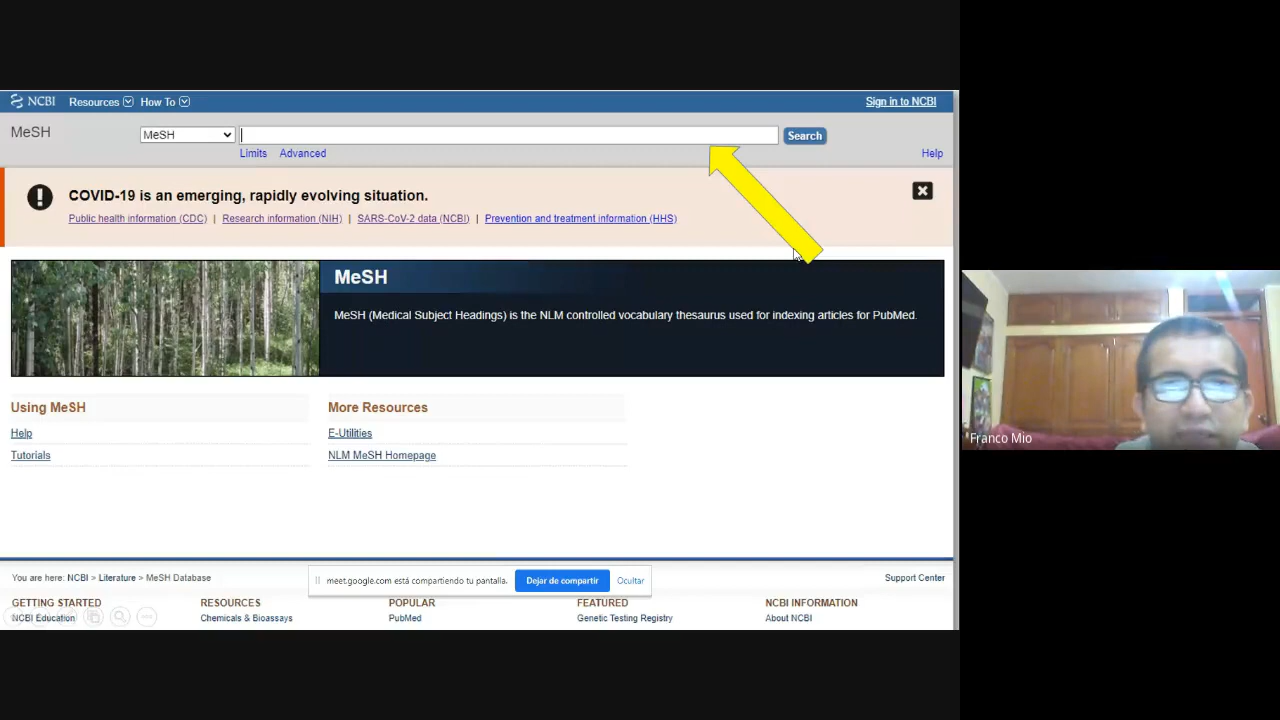 NCBI Resources How To Sign in to NCBI
MeSH MeSH Search
Limits Advanced Help
COVID-19 is an emerging, rapidly evolving situation.
Public health information (CDC) | Research information (NIH) | SARS-CoV-2 data (NCBI) | Prevention and treatment information (HHS)
MeSH
MeSH (Medical Subject Headings) is the NLM controlled vocabulary thesaurus used for indexing articles for PubMed.
Using MeSH More Resources
Help E-Utilities
Tutorials NLM MeSH Homepage
Franco Mio
You are here: NCBI > Literature > MeSH Database Support Center
meet.google.com está compartiendo tu pantalla. Dejar de compartir Ocultar
GETTING STARTED RESOURCES POPULAR FEATURED NCBI INFORMATION
NCBI Education Chemicals & Bioassays PubMed Genetic Testing Registry About NCBI